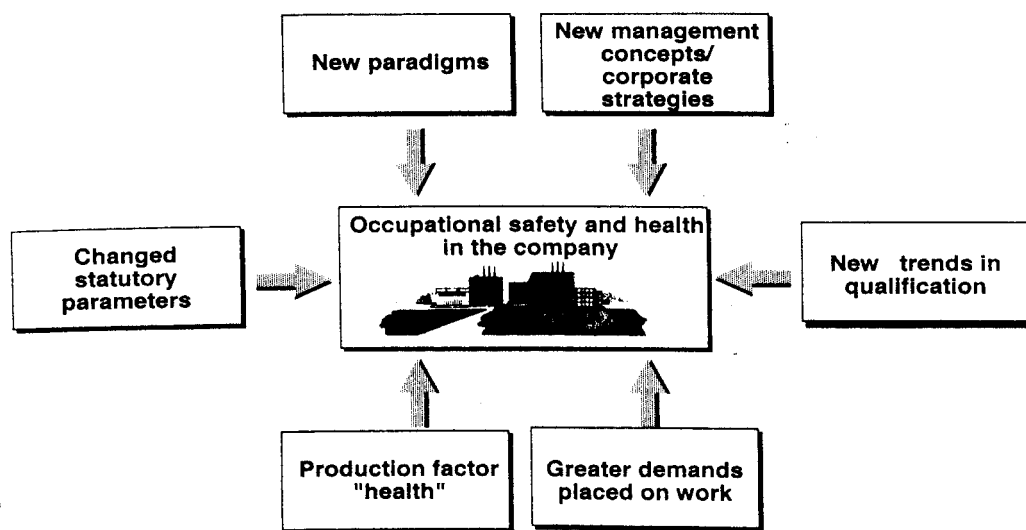 New paradigms
New management
concepts/
corporate
strategies
Occupational safety and health
in the company
Changed
statutory
parameters
New trends in
qualification
Production factor
"health"
Greater demands
placed on work